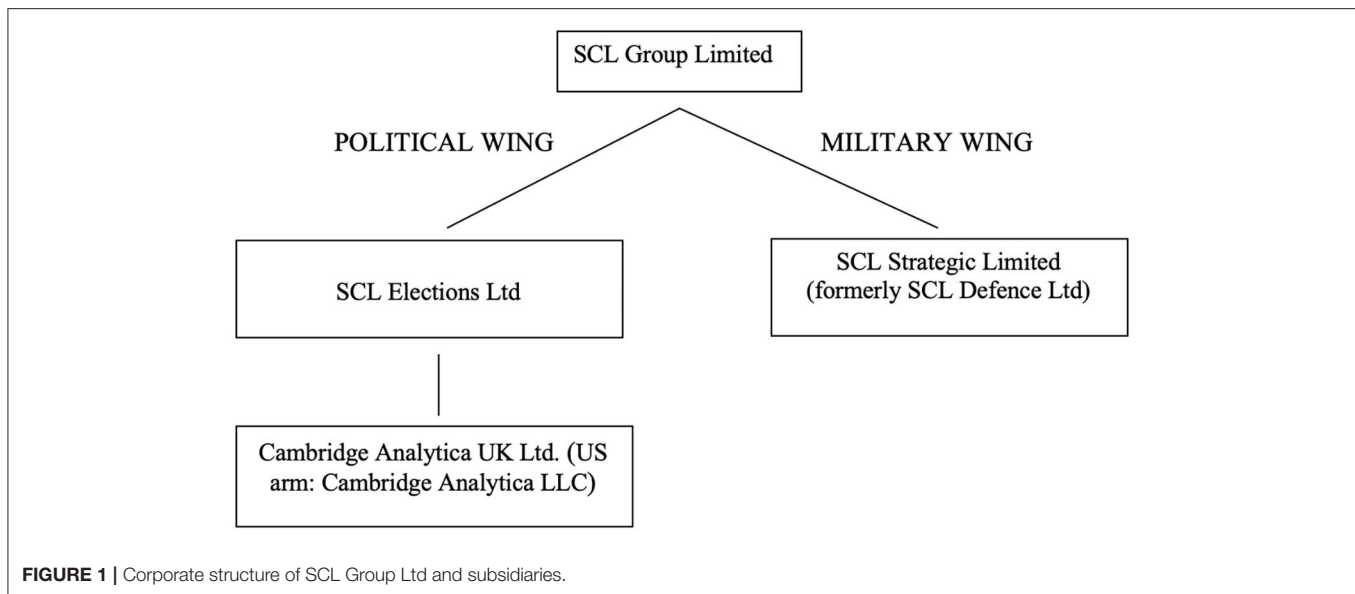 SCL Group Limited
POLITICAL WING
MILITARY WING
SCL Elections Ltd
SCL Strategic Limited
(formerly SCL Defence Ltd)
Cambridge Analytica UK Ltd. (US
arm: Cambridge Analytica LLC)
FIGURE 1 | Corporate structure of SCL Group Ltd and subsidiaries.